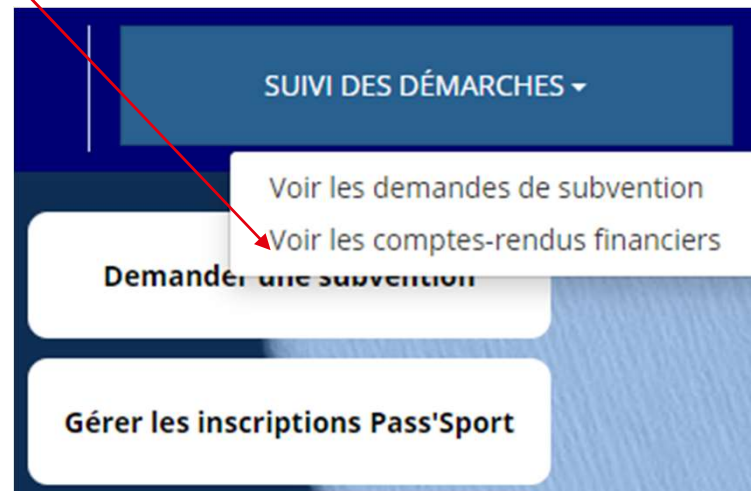 SUIVI DES DÉMARCHES
Voir les demandes de subvention
Voir les comptes-rendus financiers
Demander une subvention
Gérer les inscriptions Pass'Sport